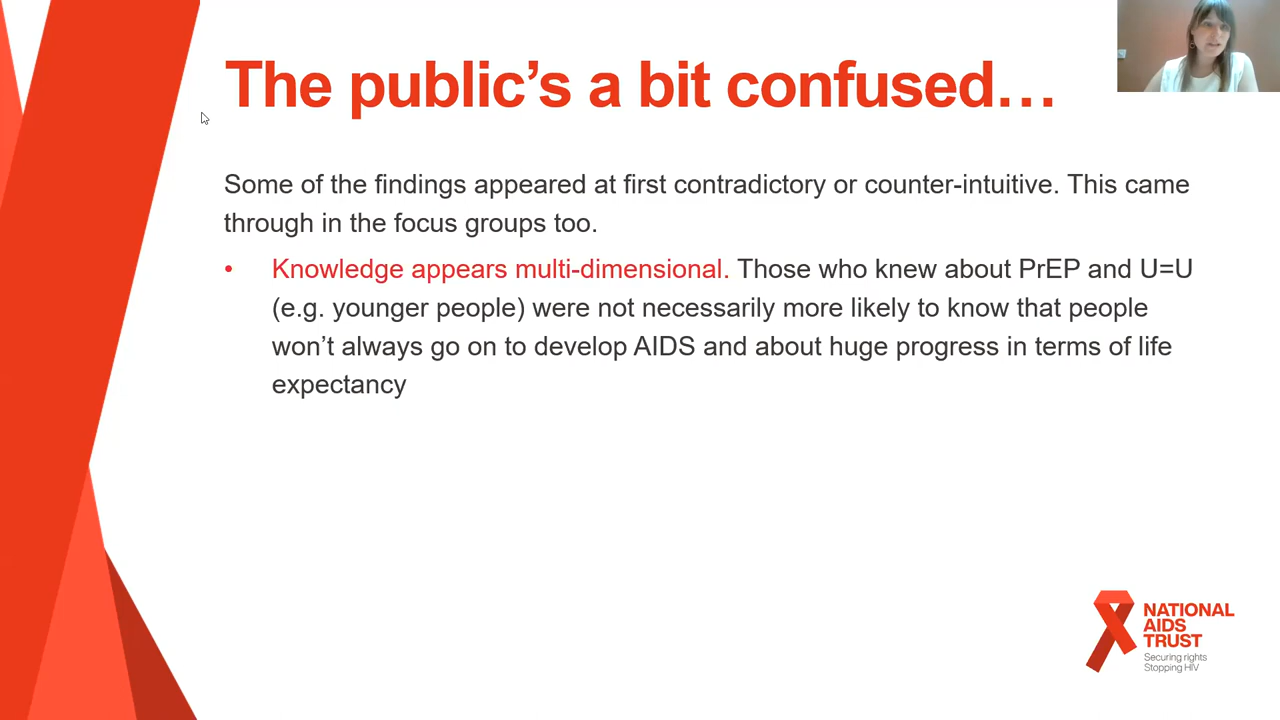 The public’s a bit confused…
Some of the findings appeared at first contradictory or counter-intuitive. This came
through in the focus groups too.
• Knowledge appears multi-dimensional. Those who knew about PrEP and U=U
(e.g. younger people) were not necessarily more likely to know that people
won’t always go on to develop AIDS and about huge progress in terms of life
expectancy
NATIONAL
AIDS
TRUST
Securing rights
Stopping HIV